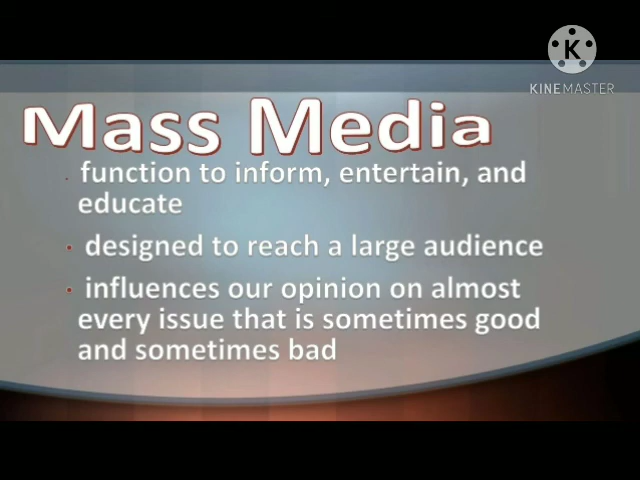 K
KINEMASTER
Mass Media
· function to inform, entertain, and
educate
· designed to reach a large audience
· influences our opinion on almost
every issue that is sometimes good
and sometimes bad